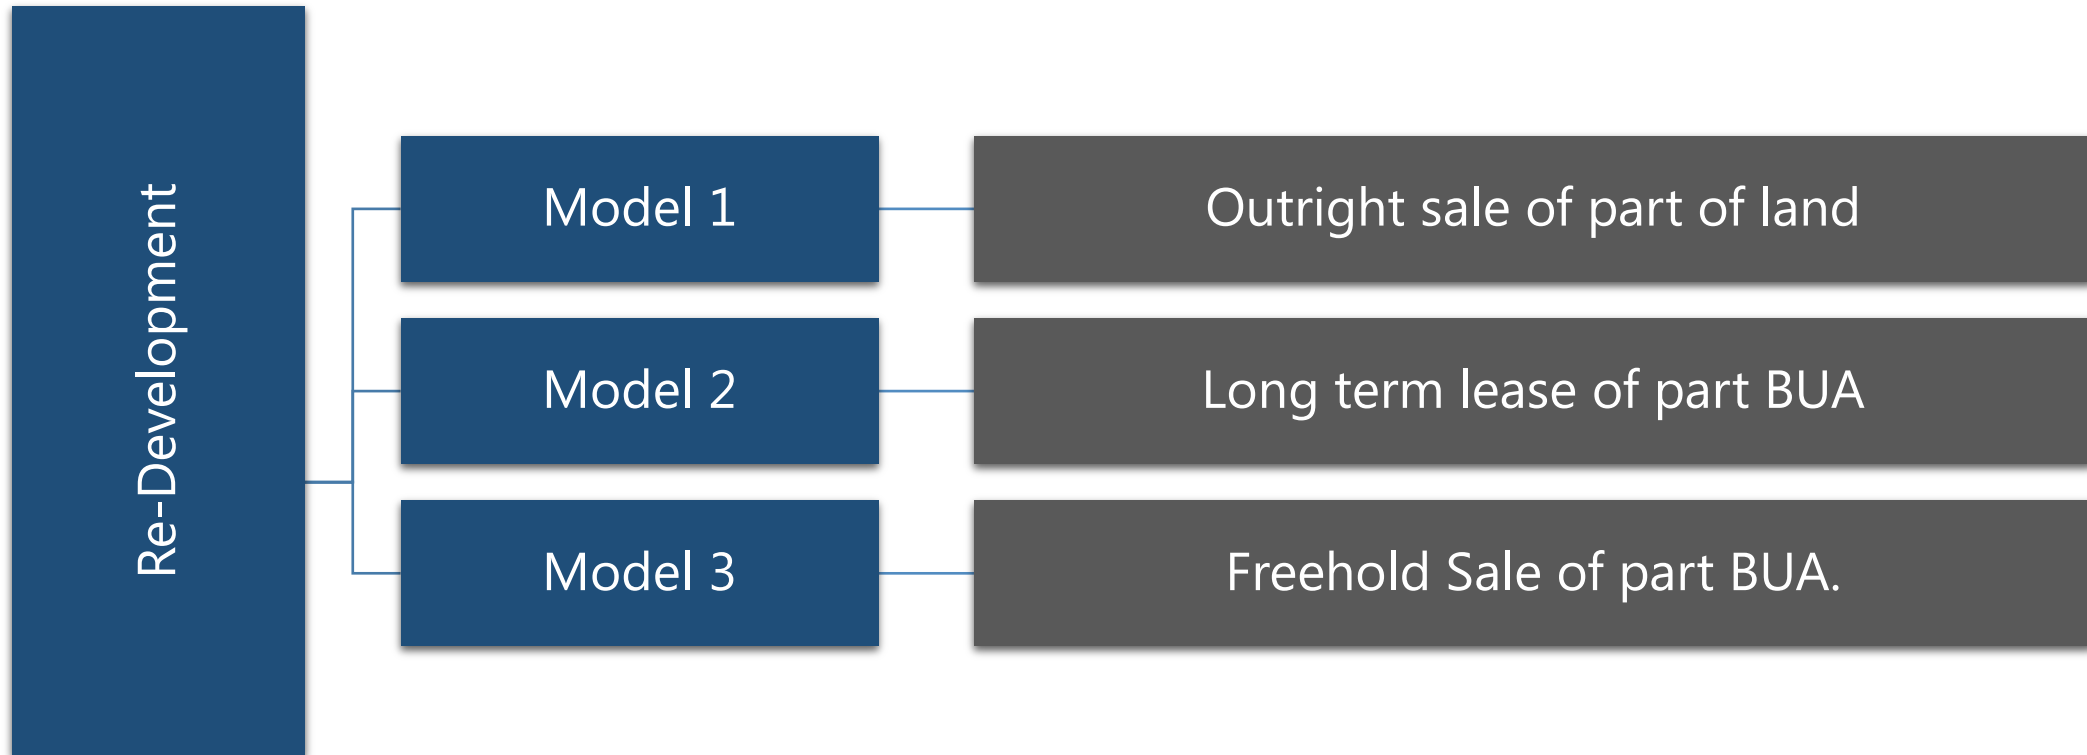 Re-Development
Model 1
Outright sale of part of land
Model 2
Long term lease of part BUA
Model 3
Freehold Sale of part BUA.